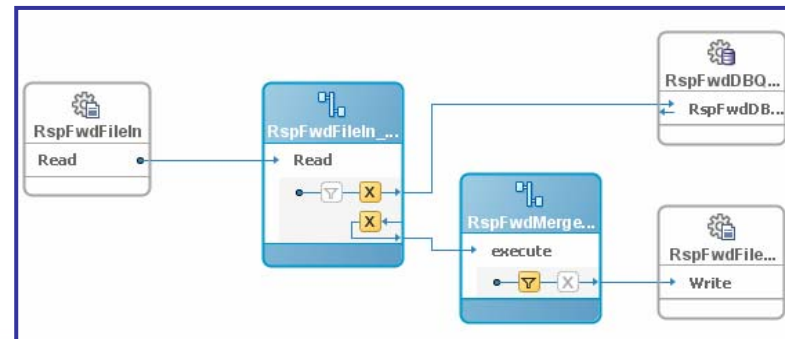 RspFwdFileIn
Read
RspFwdFileIn_...
Read
X
X
RspFwdMerge...
execute
X
RspFwdDBQ...
RspFwdDB...
RspFwdFile...
Write